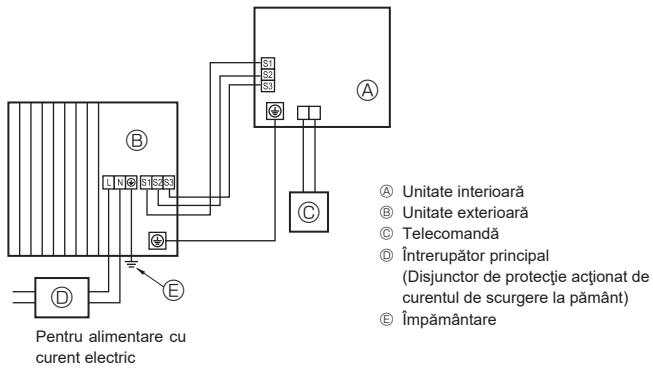 S1
S2
S3
Ⓐ
Ⓑ
L N S1 S2 S3
Ⓒ
Ⓓ
Ⓔ
Pentru alimentare cu
curent electric
Ⓐ Unitate interioară
Ⓑ Unitate exterioară
Ⓒ Telecomandă
Ⓓ Întrerupător principal
(Disjunctor de protecţie acţionat de
curentul de scurgere la pământ)
Ⓔ Împământare